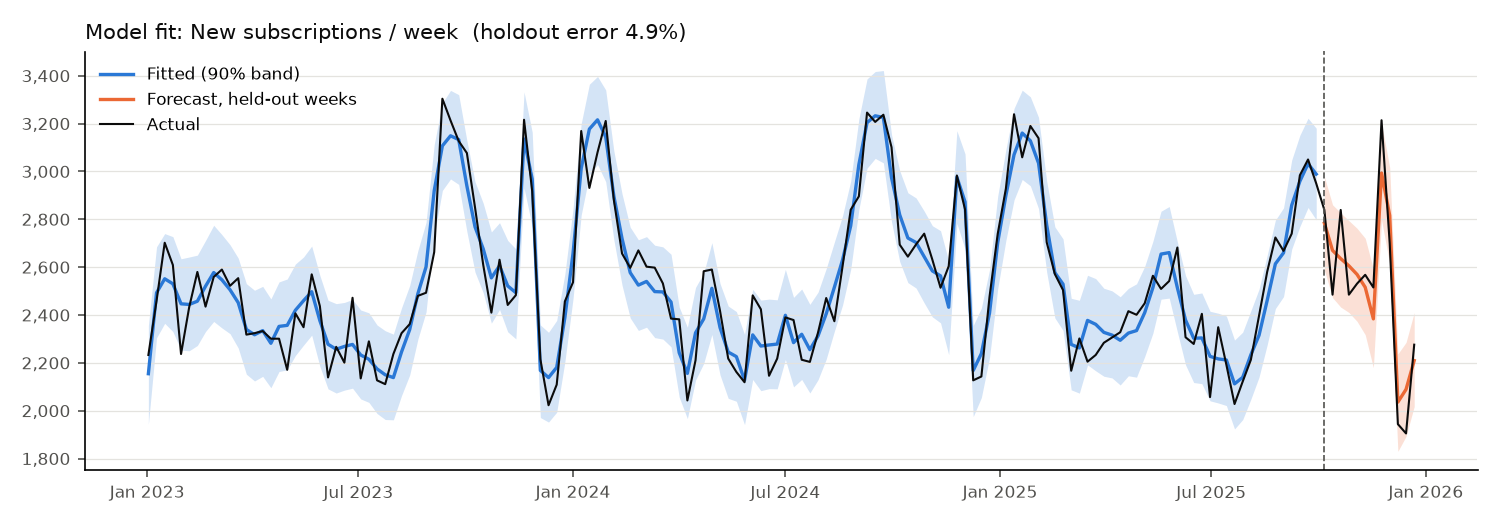 Model fit: New subscriptions / week  (holdout error 4.9%)
Fitted (90% band)
Forecast, held-out weeks
Actual
3,400
3,200
3,000
2,800
2,600
2,400
2,200
2,000
1,800
Jan 2023
Jul 2023
Jan 2024
Jul 2024
Jan 2025
Jul 2025
Jan 2026